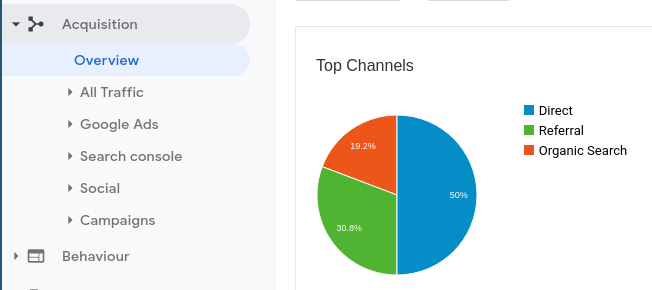 Acquisition
Overview
All Traffic
Google Ads
Search console
Social
Campaigns
Behaviour
Top Channels
Direct
Referral
Organic Search
19.2%
50%
30.8%